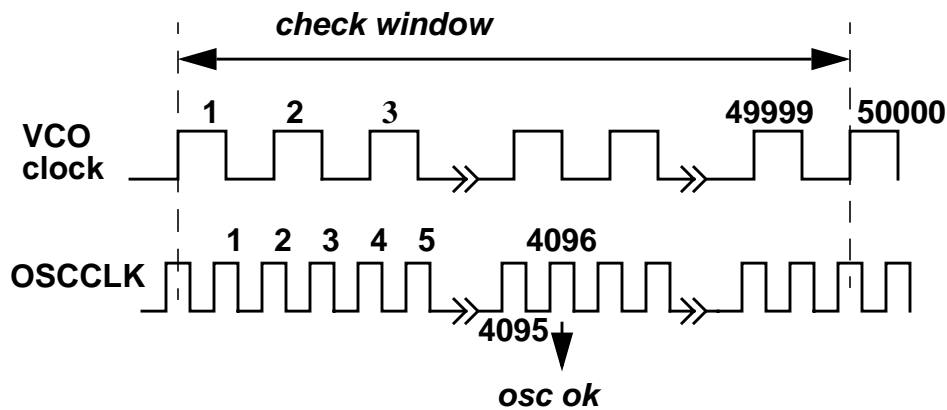 check window
1 2 3 49999 50000
VCO
clock
1 2 3 4 5 4096
OSCCLK
4095
osc ok